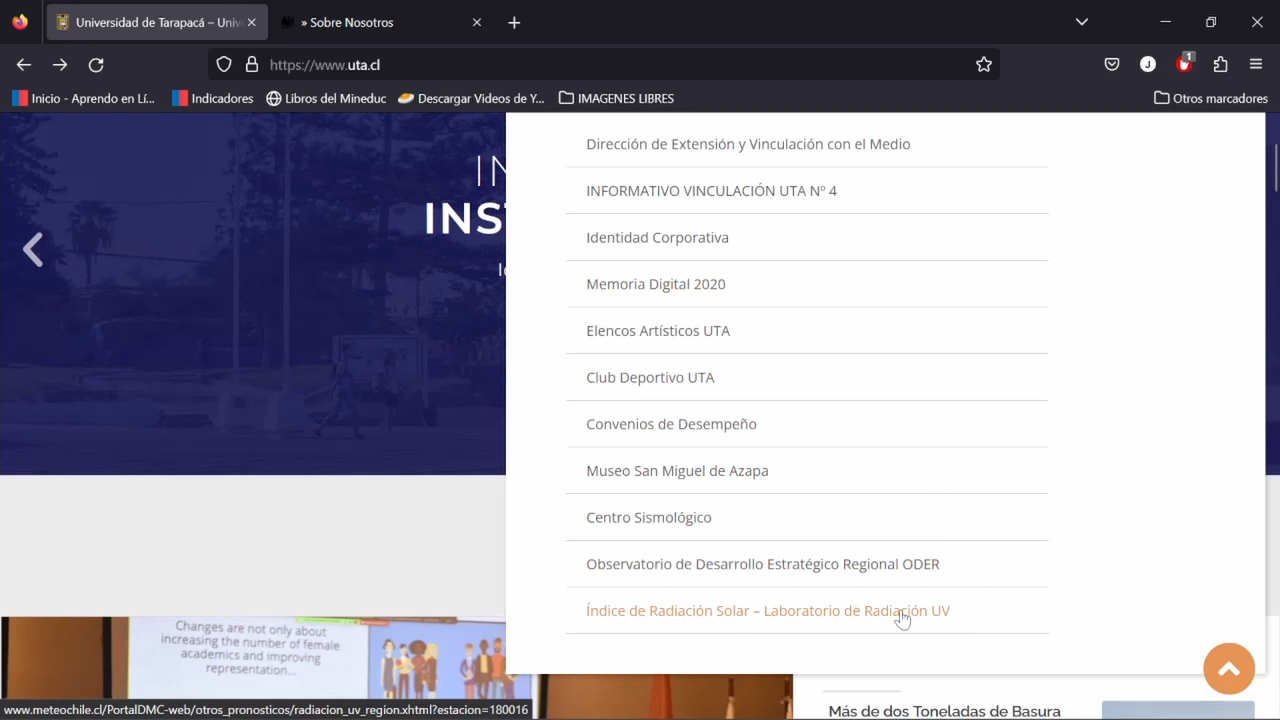 Universidad de Tarapacá – Univ
» Sobre Nosotros
https://www.uta.cl
J
1
Inicio - Aprendo en Lí...
Indicadores
Libros del Mineduc
Descargar Videos de Y...
IMAGENES LIBRES
Otros marcadores
IN
INST
Dirección de Extensión y Vinculación con el Medio
INFORMATIVO VINCULACIÓN UTA Nº 4
Identidad Corporativa
Memoria Digital 2020
Elencos Artísticos UTA
Club Deportivo UTA
Convenios de Desempeño
Museo San Miguel de Azapa
Centro Sismológico
Observatorio de Desarrollo Estratégico Regional ODER
Índice de Radiación Solar – Laboratorio de Radiación UV
Changes are not only about
increasing the number of female
academics and improving
representation...
www.meteochile.cl/PortalDMC-web/otros_pronosticos/radiacion_uv_region.xhtml?estacion=180016
Más de dos Toneladas de Basura